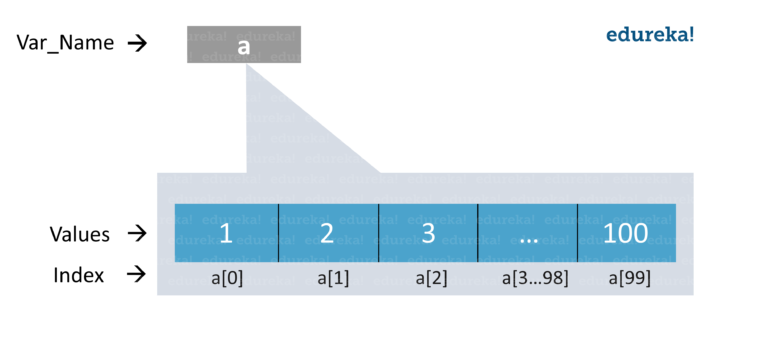 Var_Name → a
edureka!
Values → 1 2 3 ... 100
Index → a[0] a[1] a[2] a[3...98] a[99]